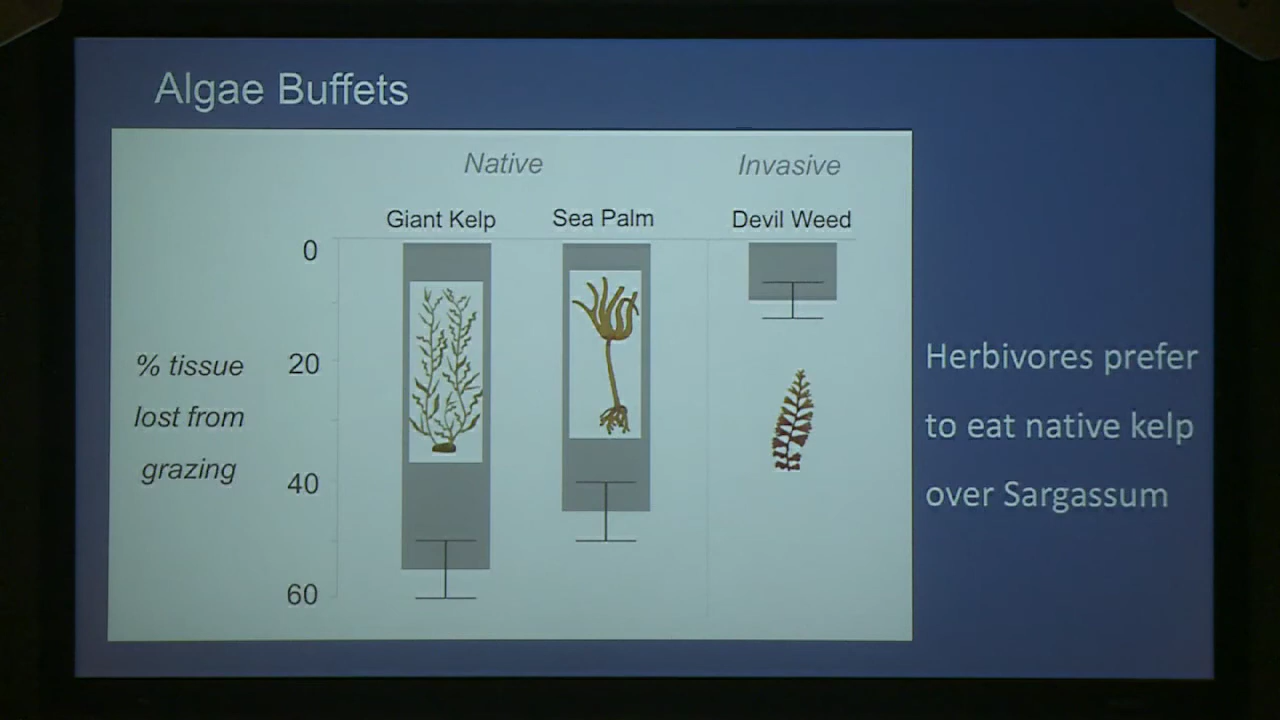 Algae Buffets
Native
Invasive
Giant Kelp
Sea Palm
Devil Weed
0
20
40
60
% tissue
lost from
grazing
Herbivores prefer
to eat native kelp
over Sargassum